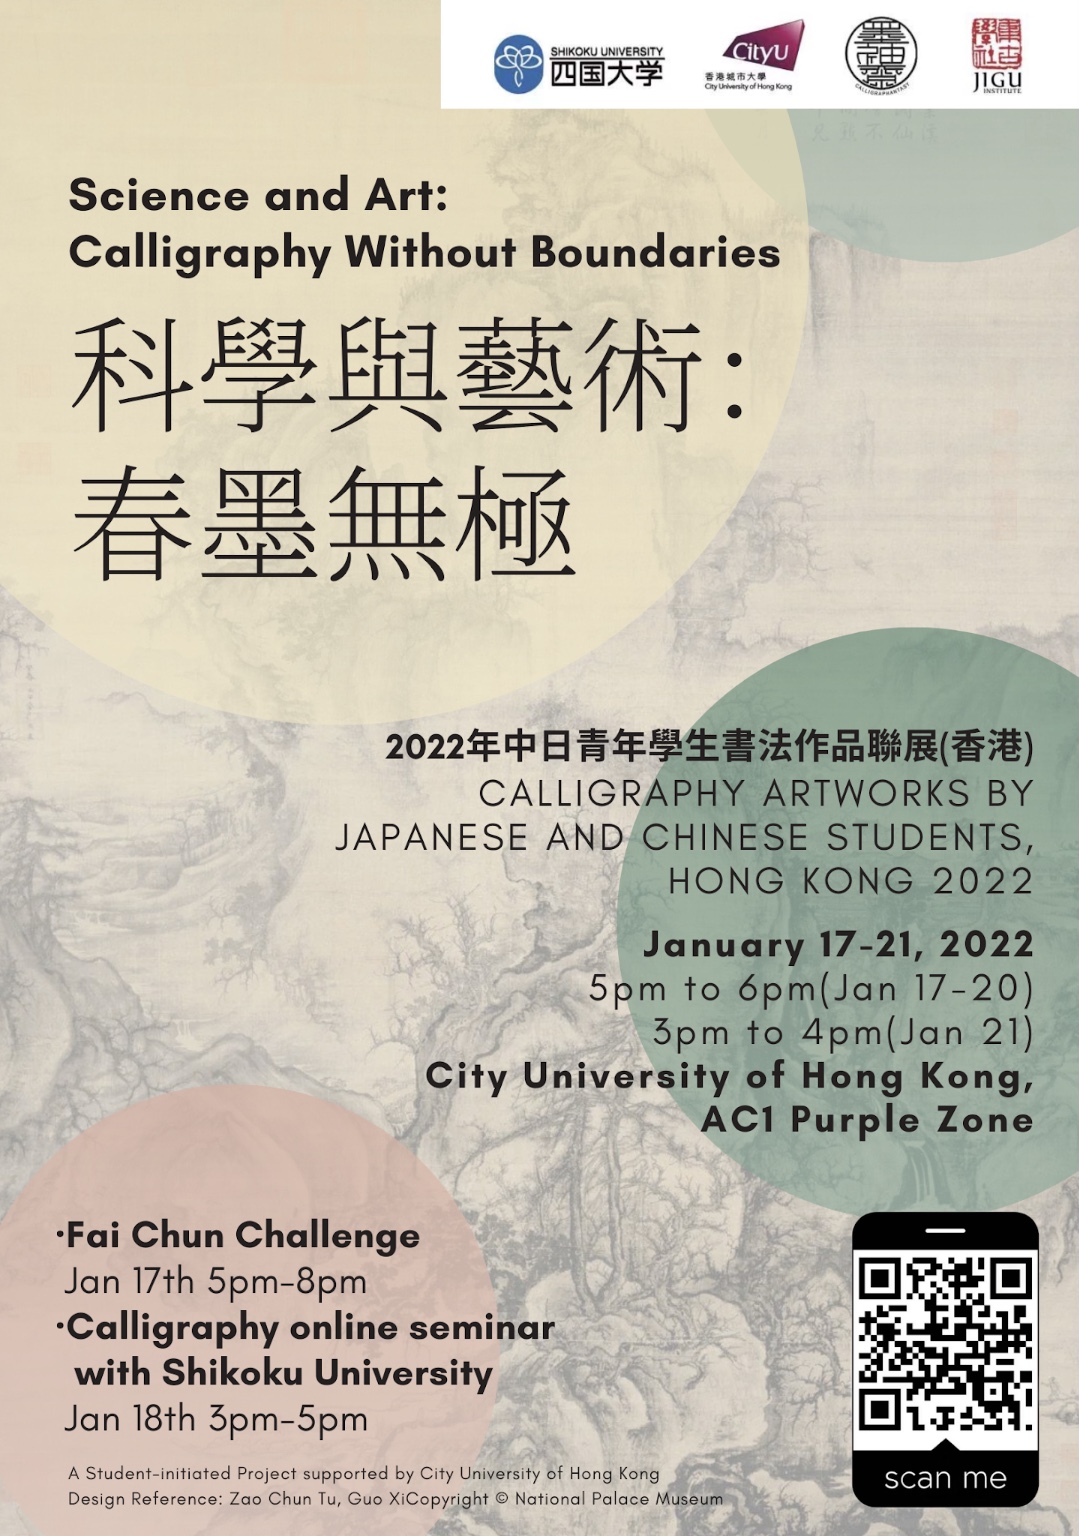 SHIKOKU UNIVERSITY
四国大学
CityU
香港城市大學
City University of Hong Kong
CALLIGRAPHANTASY
JIGU
INSTITUTE
Science and Art:
Calligraphy Without Boundaries
科學與藝術：
春墨無極
2022年中日青年學生書法作品聯展(香港)
CALLIGRAPHY ARTWORKS BY
JAPANESE AND CHINESE STUDENTS,
HONG KONG 2022
January 17-21, 2022
5pm to 6pm(Jan 17-20)
3pm to 4pm(Jan 21)
City University of Hong Kong,
AC1 Purple Zone
·Fai Chun Challenge
Jan 17th 5pm-8pm
·Calligraphy online seminar
with Shikoku University
Jan 18th 3pm-5pm
A Student-initiated Project supported by City University of Hong Kong
Design Reference: Zao Chun Tu, Guo XiCopyright © National Palace Museum
scan me